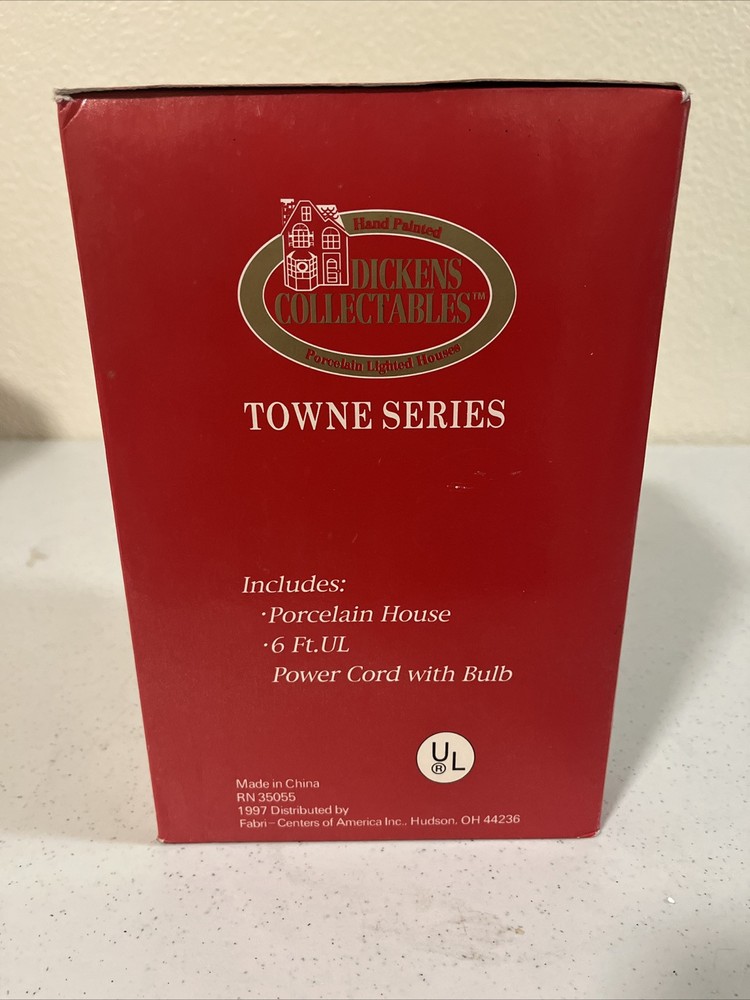 Hand Painted
DICKENS
COLLECTABLES™
Porcelain Lighted Houses
TOWNE SERIES
Includes:
·Porcelain House
·6 Ft.UL
Power Cord with Bulb
UL®
Made in China
RN 35055
1997 Distributed by
Fabri-Centers of America Inc.. Hudson, OH 44236